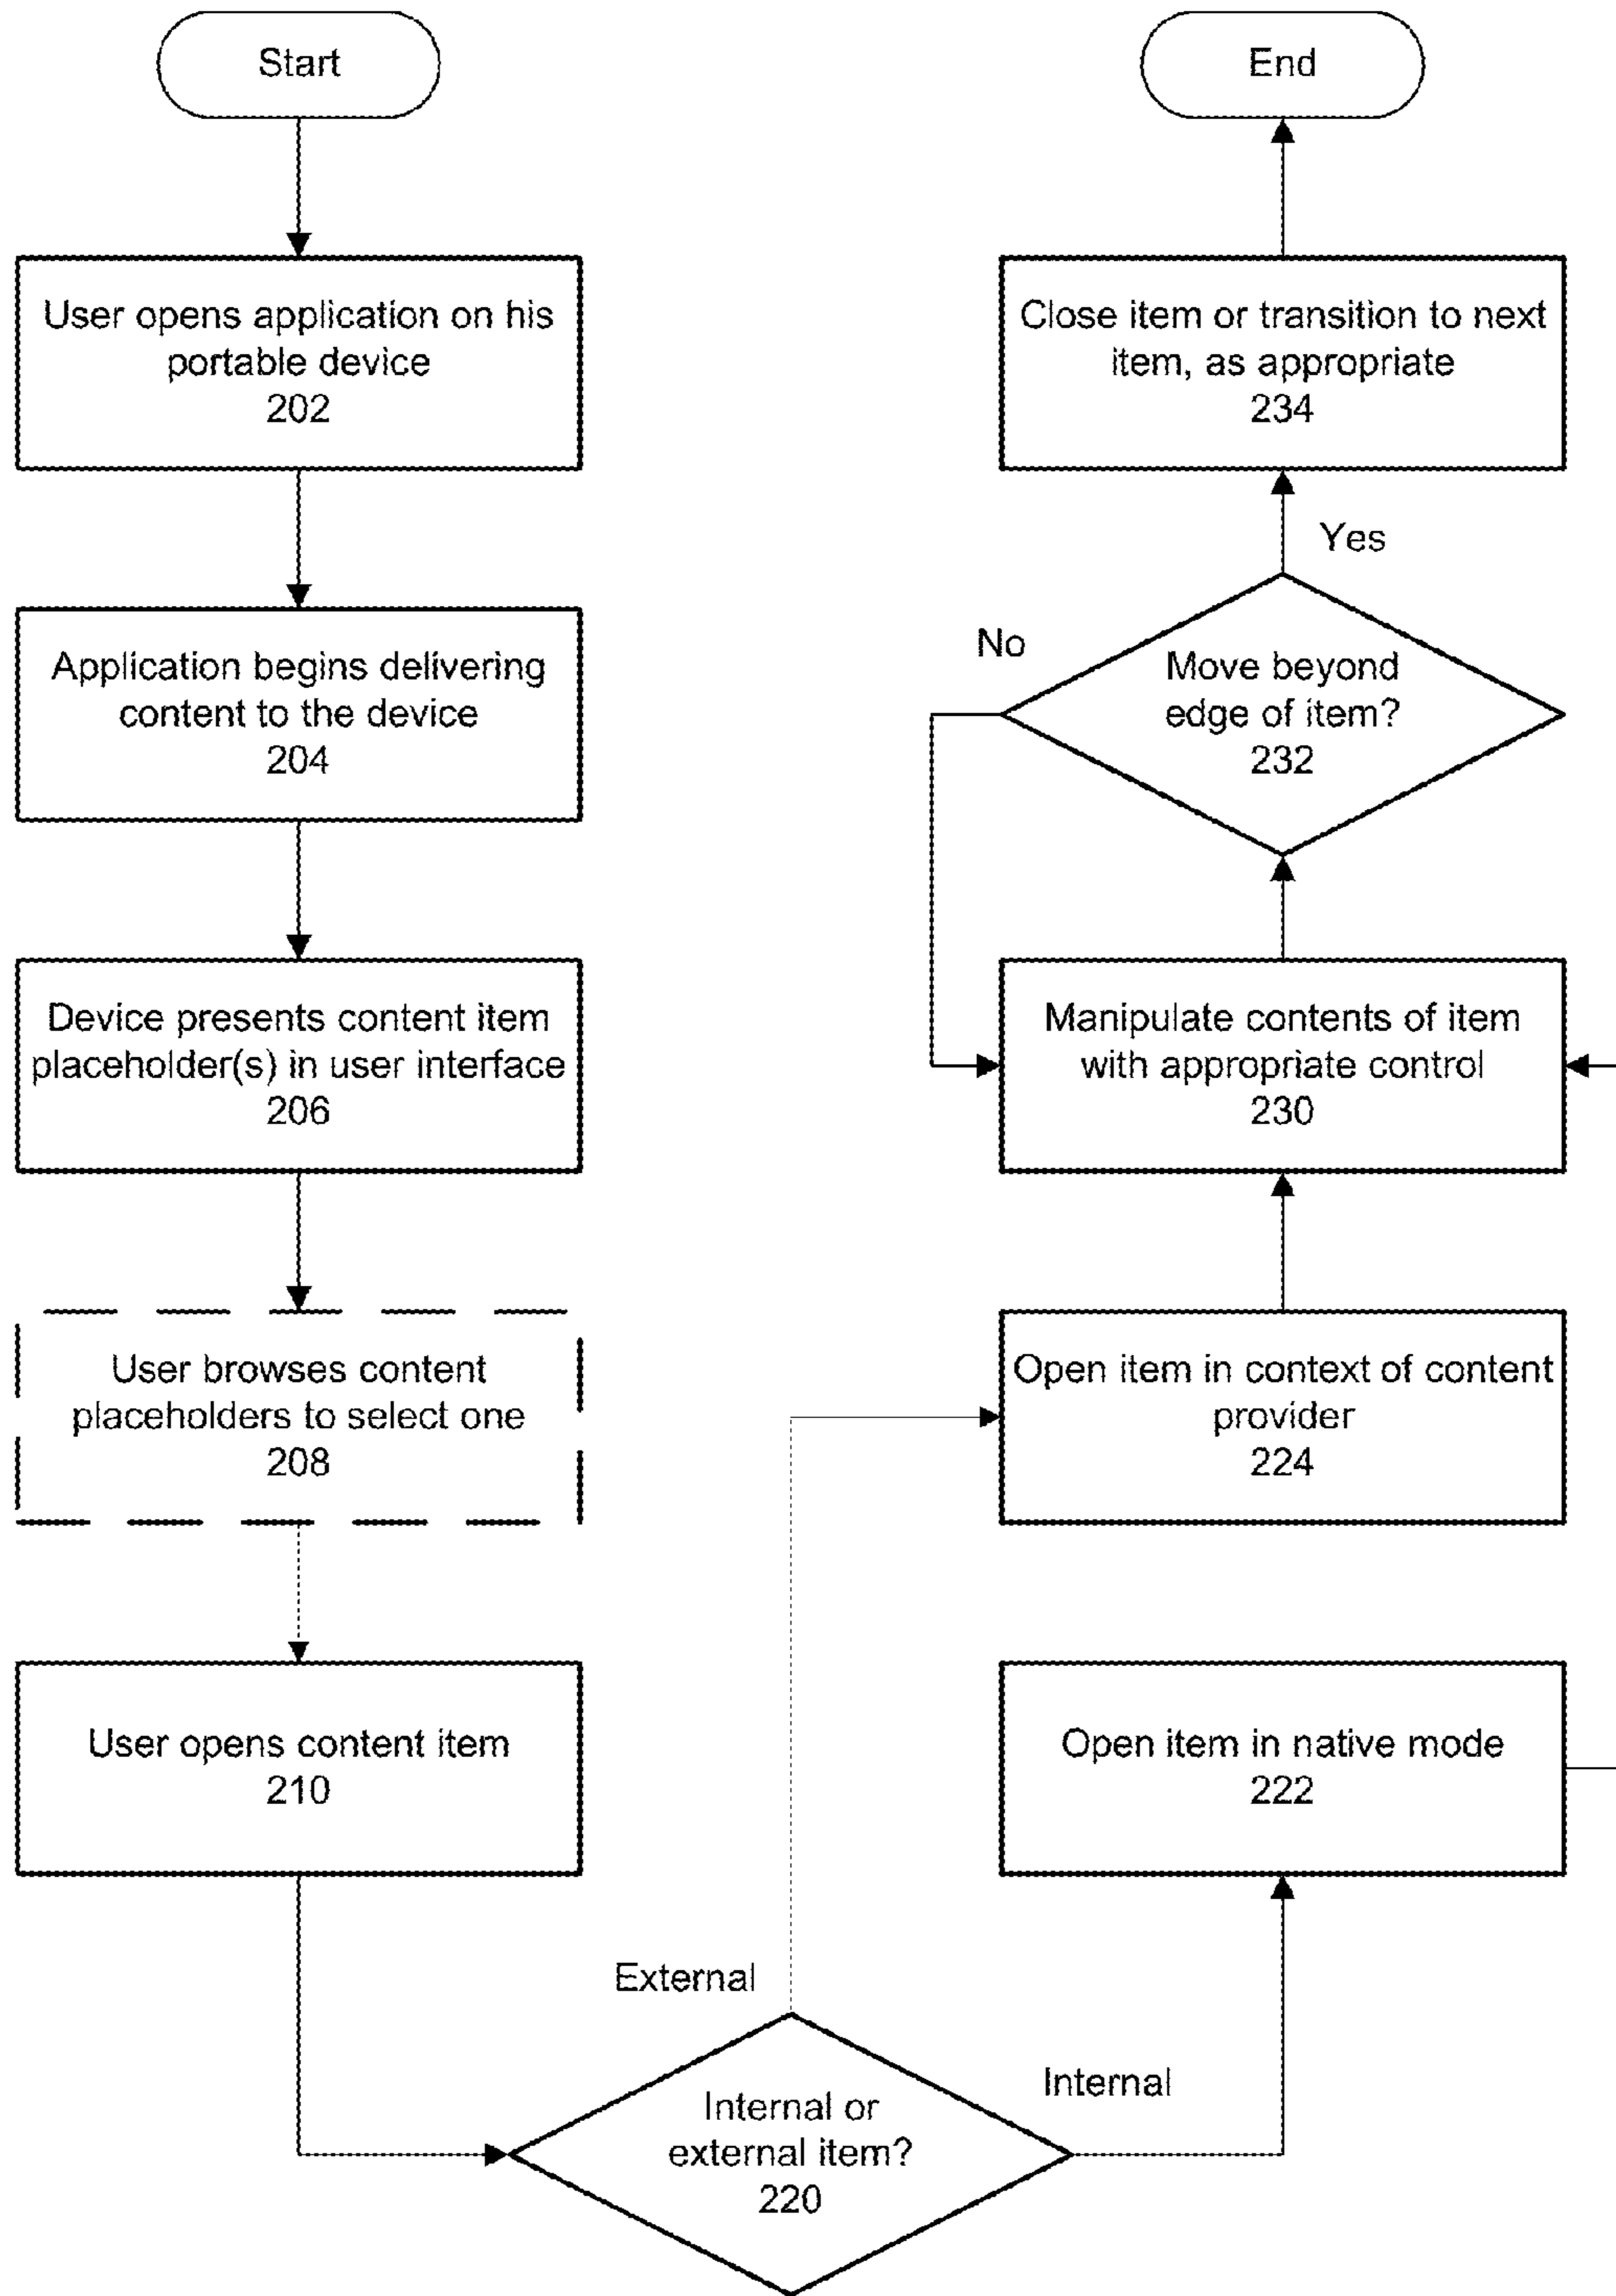 Start
User opens application on his
portable device
202
Application begins delivering
content to the device
204
Device presents content item
placeholder(s) in user interface
206
User browses content
placeholders to select one
208
User opens content item
210
Internal or
external item?
220
External
Internal
Open item in native mode
222
Open item in context of content
provider
224
Manipulate contents of item
with appropriate control
230
Move beyond
edge of item?
232
No
Yes
Close item or transition to next
item, as appropriate
234
End